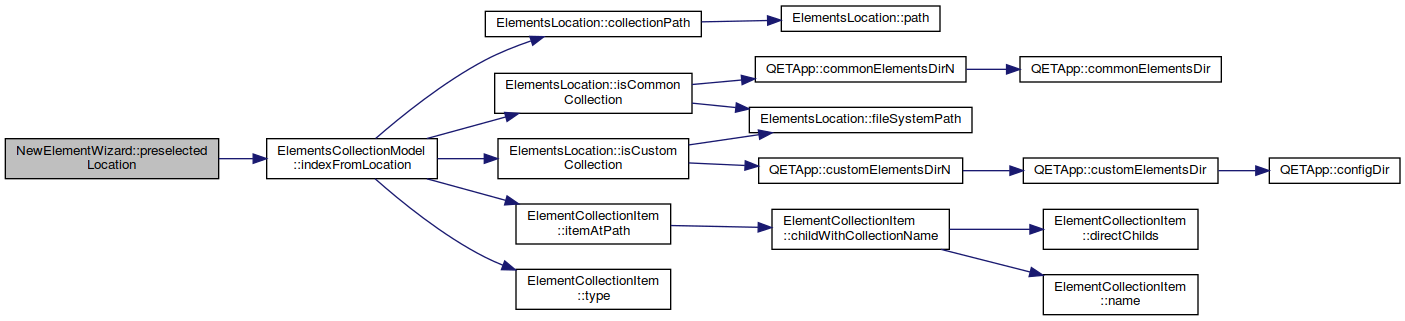 NewElementWizard::preselected
Location
ElementsCollectionModel
::indexFromLocation
ElementsLocation::collectionPath
ElementsLocation::path
ElementsLocation::isCommon
Collection
QETApp::commonElementsDirN
QETApp::commonElementsDir
ElementsLocation::fileSystemPath
ElementsLocation::isCustom
Collection
QETApp::customElementsDirN
QETApp::customElementsDir
QETApp::configDir
ElementCollectionItem
::itemAtPath
ElementCollectionItem
::childWithCollectionName
ElementCollectionItem
::directChilds
ElementCollectionItem
::name
ElementCollectionItem
::type